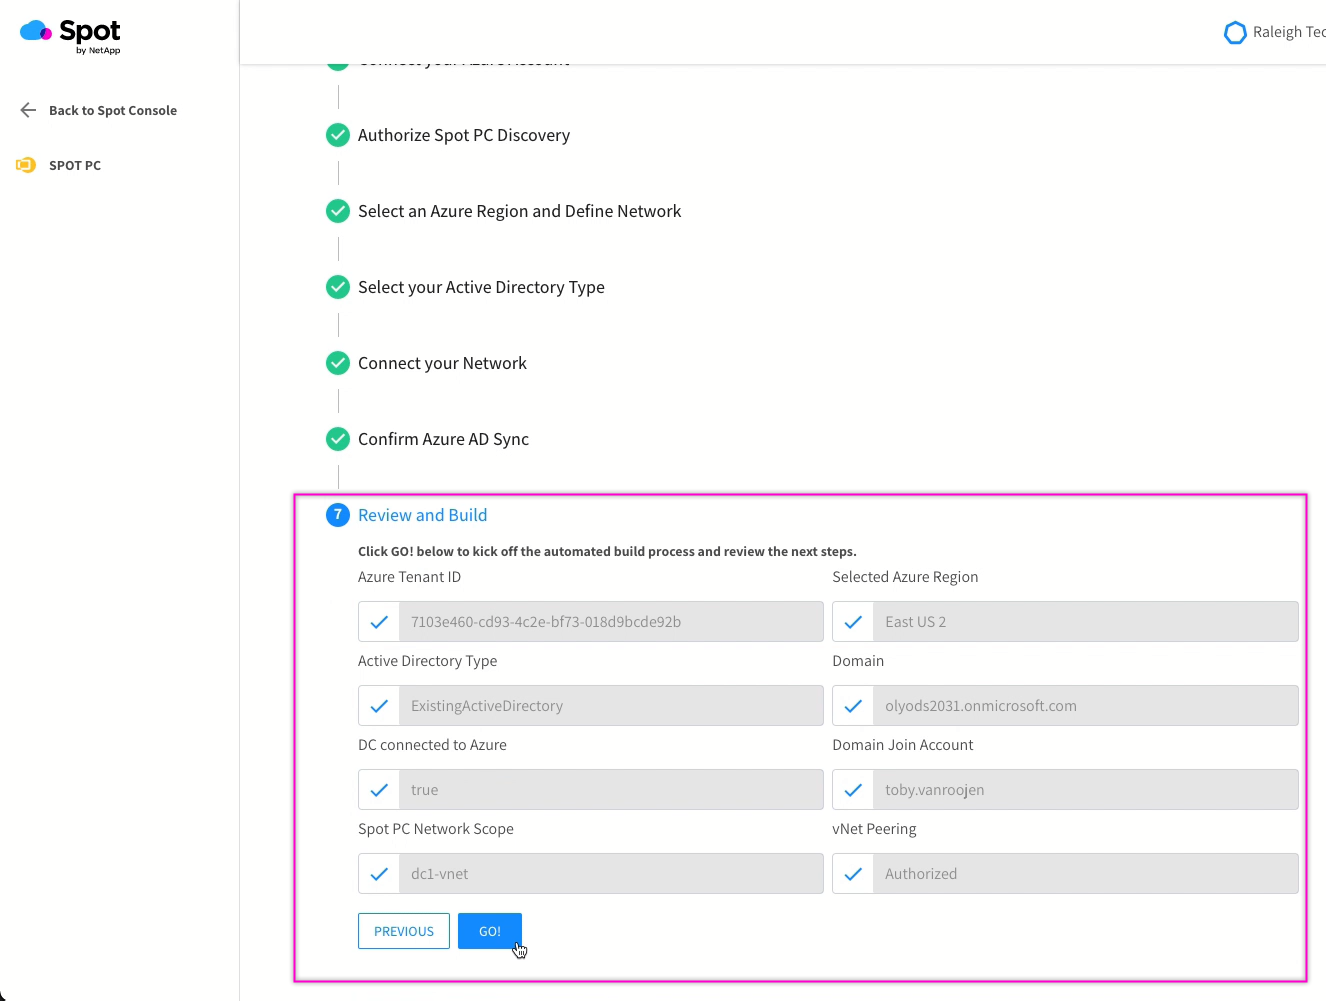 Spot
by NetApp
Raleigh Tec
Back to Spot Console
SPOT PC
Connect your Azure Account
Authorize Spot PC Discovery
Select an Azure Region and Define Network
Select your Active Directory Type
Connect your Network
Confirm Azure AD Sync
7 Review and Build
Click GO! below to kick off the automated build process and review the next steps.
Azure Tenant ID
Selected Azure Region
7103e460-cd93-4c2e-bf73-018d9bcde92b
East US 2
Active Directory Type
Domain
ExistingActiveDirectory
olyods2031.onmicrosoft.com
DC connected to Azure
Domain Join Account
true
toby.vanroojen
Spot PC Network Scope
vNet Peering
dc1-vnet
Authorized
PREVIOUS
GO!